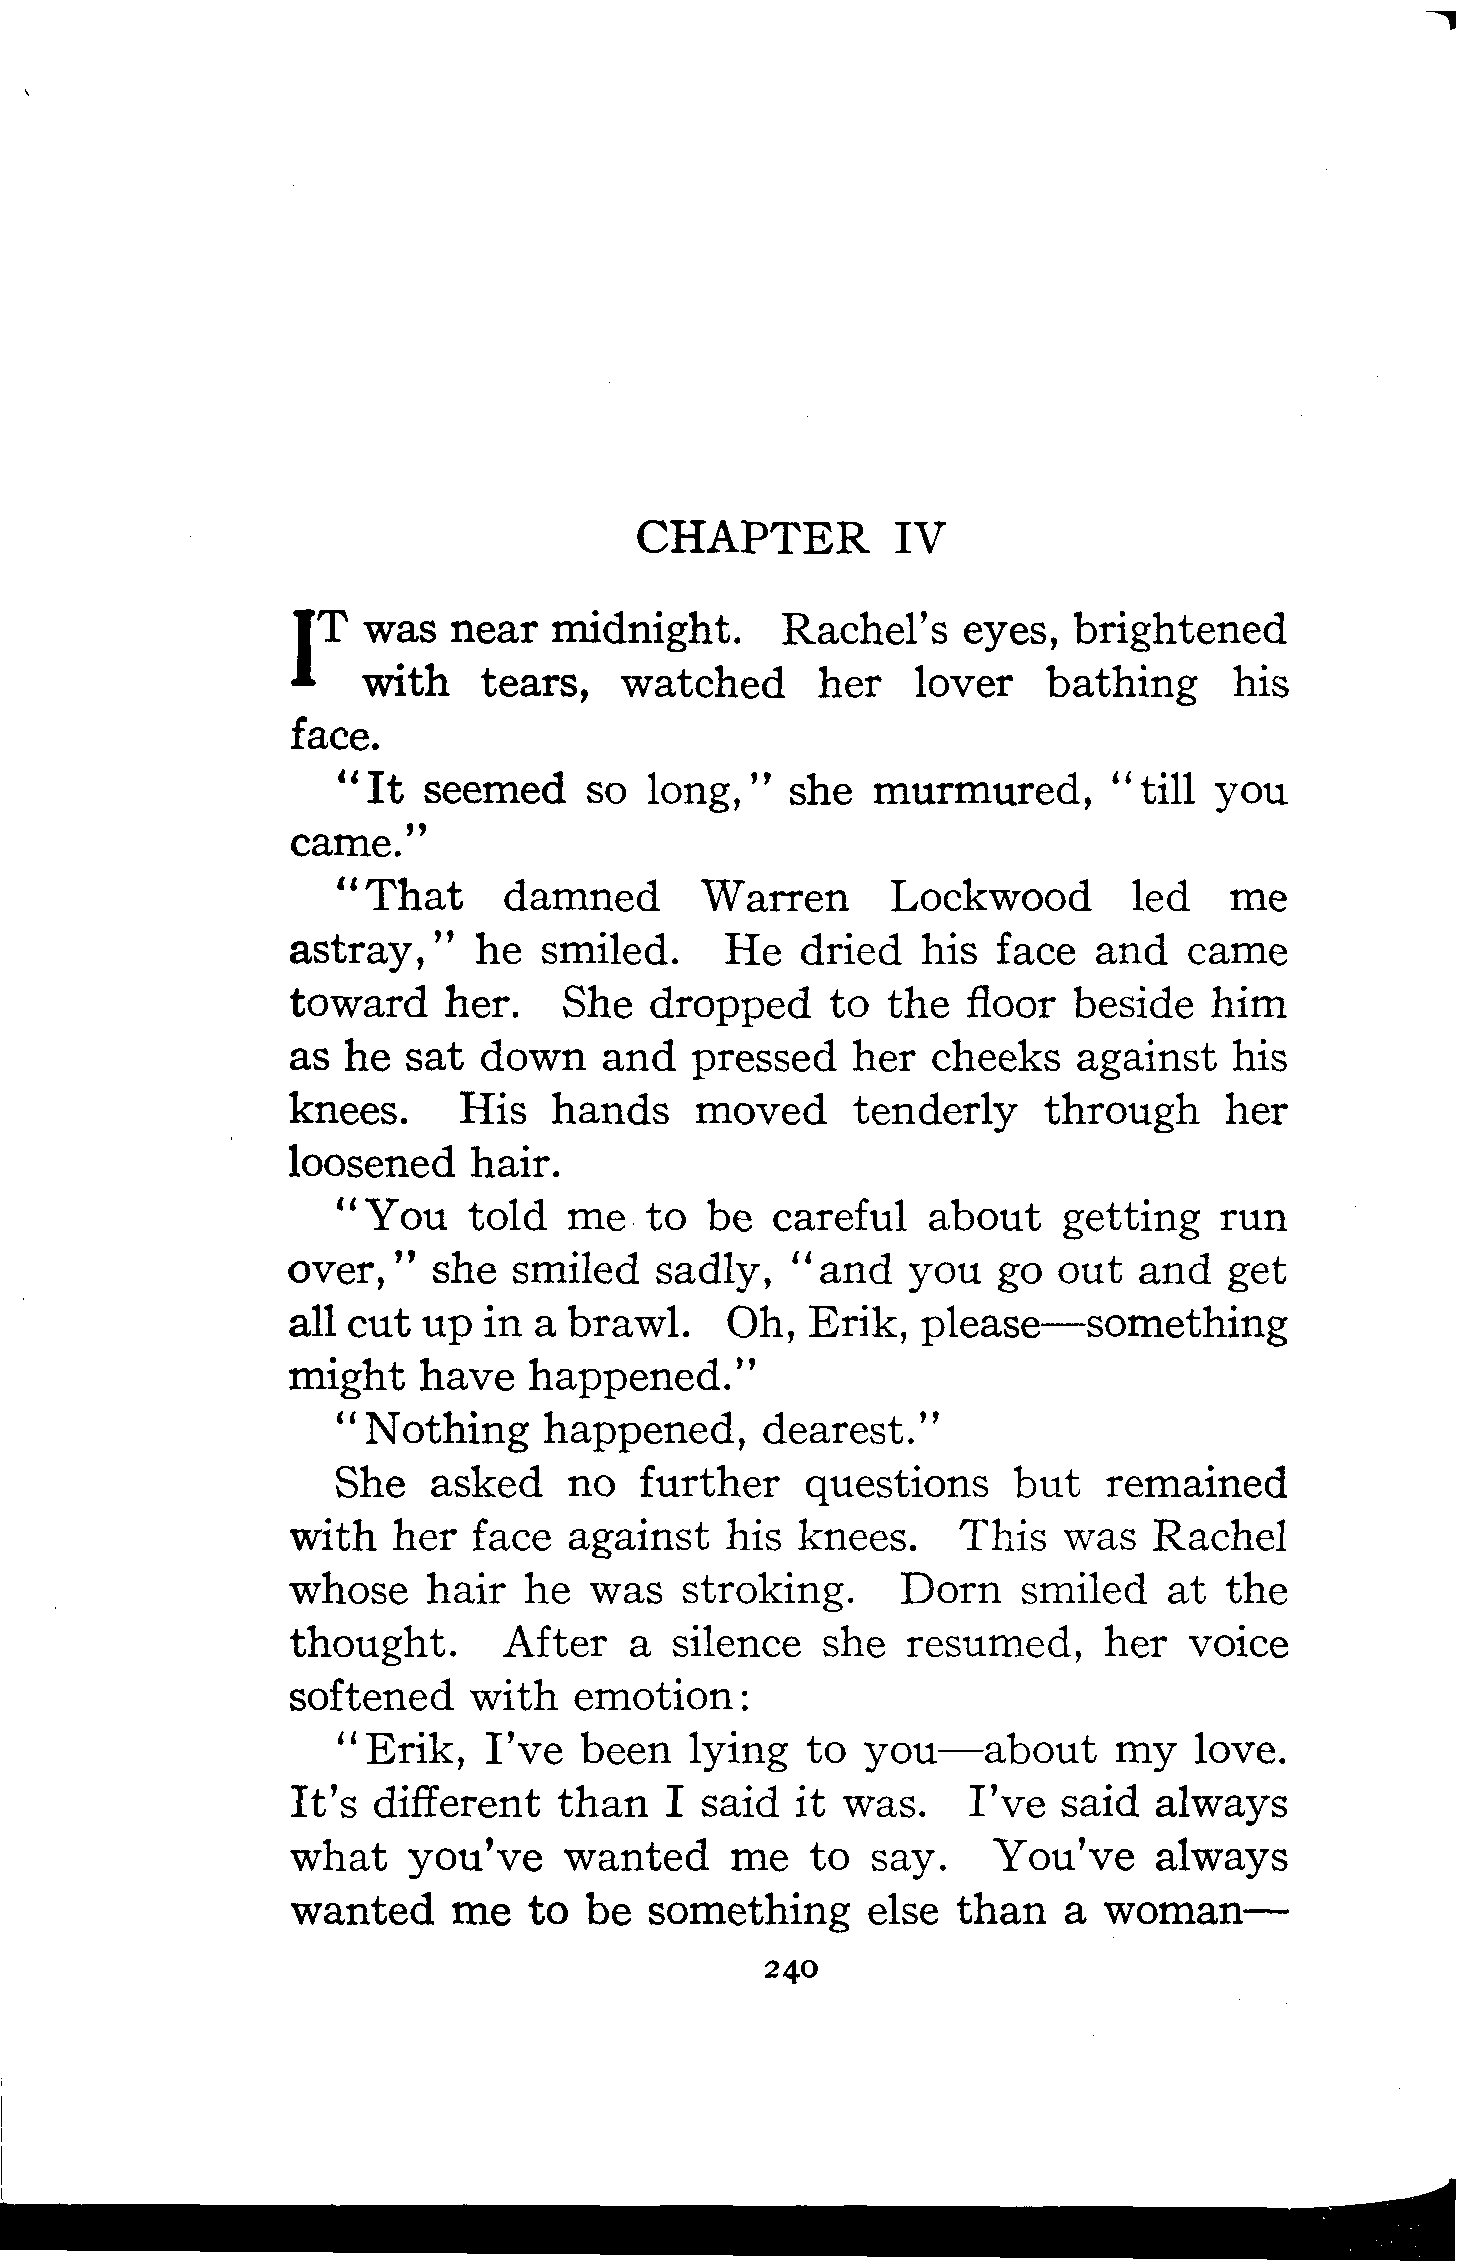 CHAPTER IV
IT was near midnight. Rachel's eyes, brightened
with tears, watched her lover bathing his
face.
"It seemed so long," she murmured, "till you
came."
"That damned Warren Lockwood led me
astray," he smiled. He dried his face and came
toward her. She dropped to the floor beside him
as he sat down and pressed her cheeks against his
knees. His hands moved tenderly through her
loosened hair.
"You told me to be careful about getting run
over," she smiled sadly, "and you go out and get
all cut up in a brawl. Oh, Erik, please—something
might have happened."
"Nothing happened, dearest."
She asked no further questions but remained
with her face against his knees. This was Rachel
whose hair he was stroking. Dorn smiled at the
thought. After a silence she resumed, her voice
softened with emotion:
"Erik, I've been lying to you—about my love.
It's different than I said it was. I've said always
what you've wanted me to say. You've always
wanted me to be something else than a woman—
240